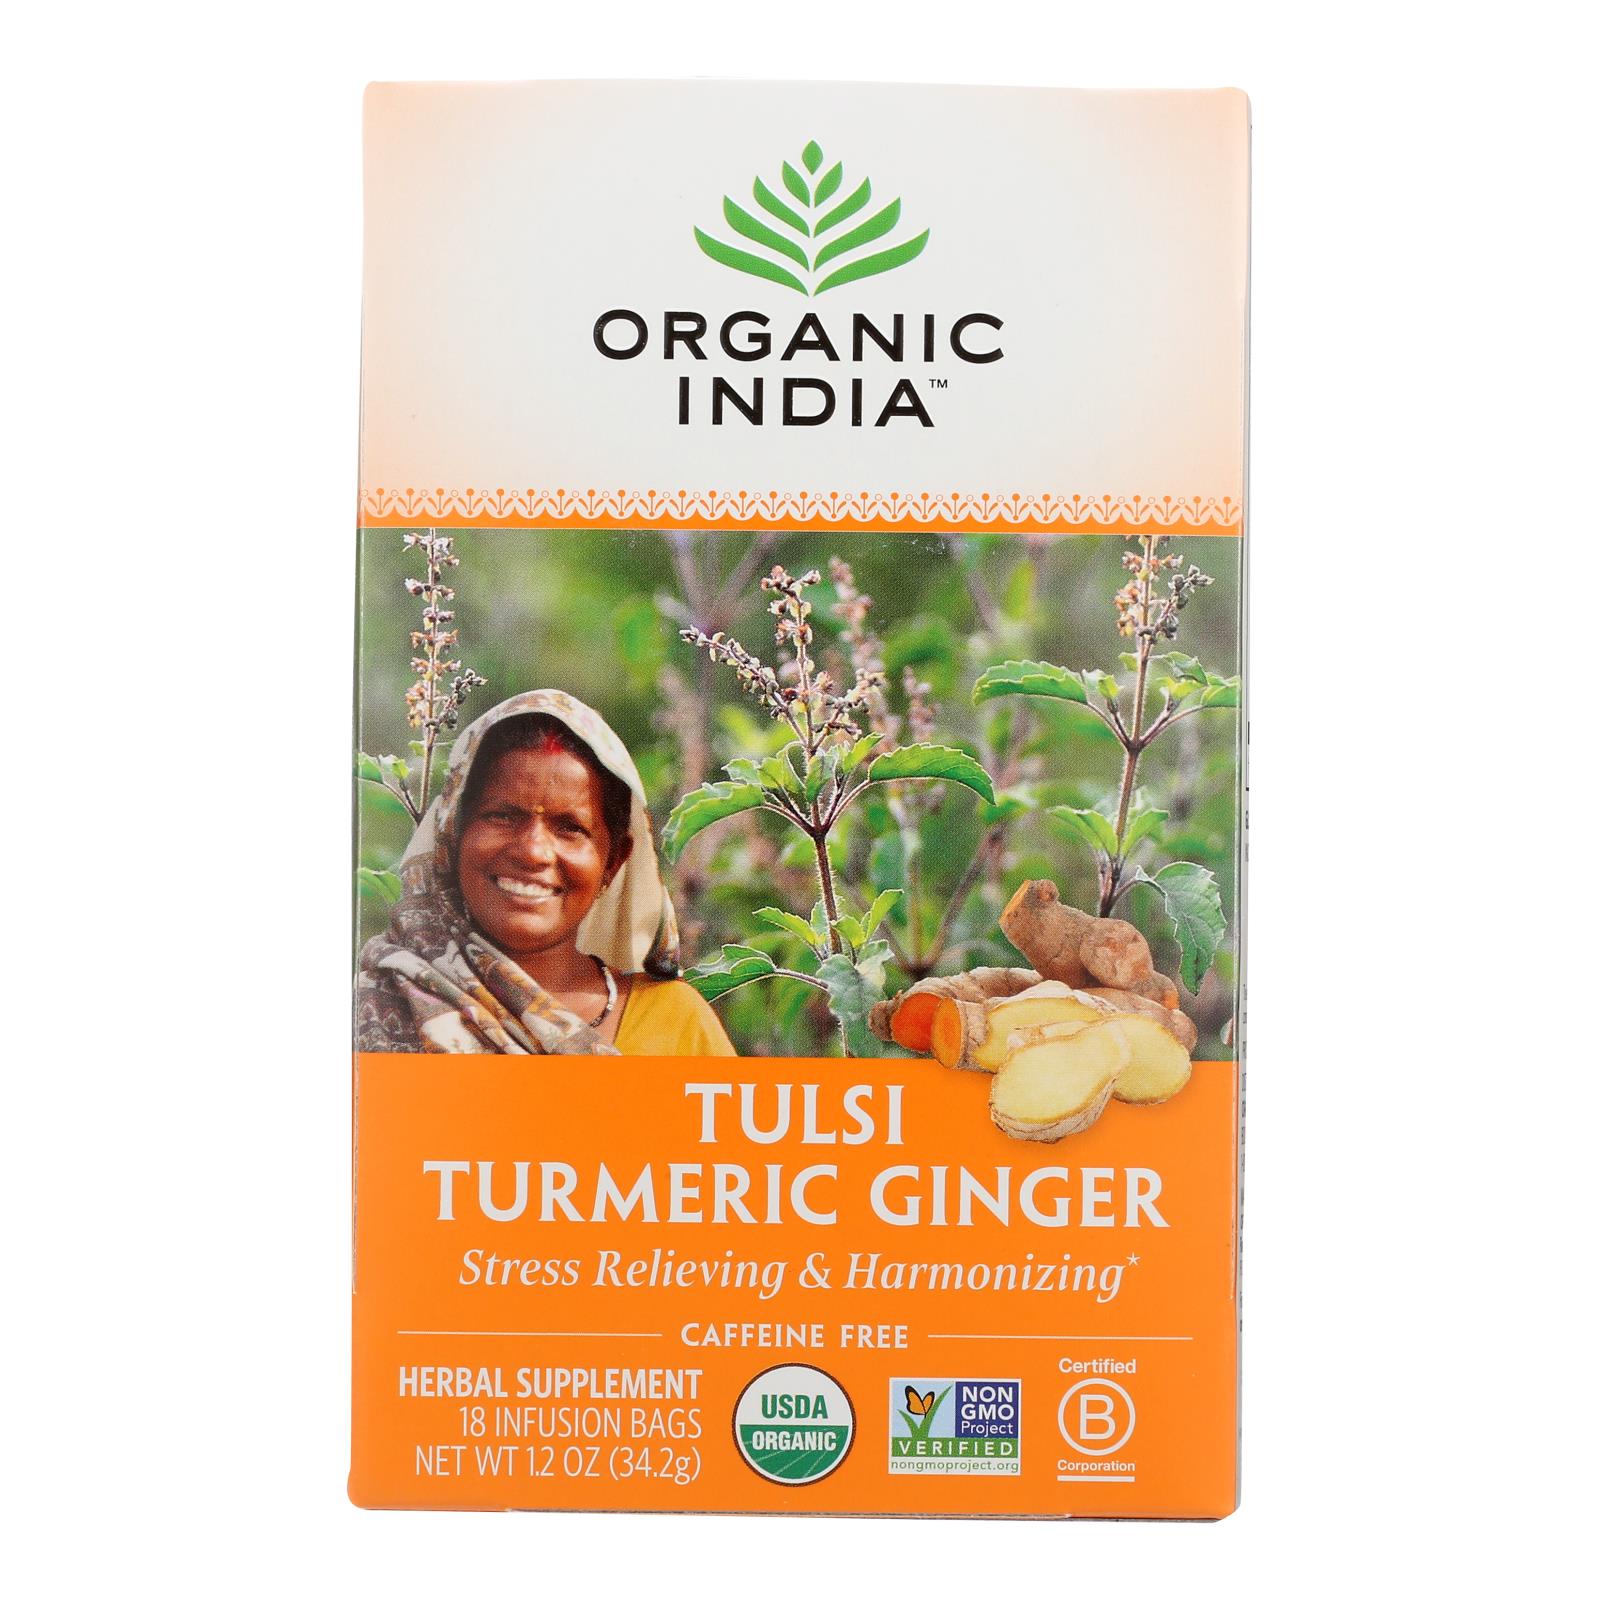 ORGANIC
INDIA™
TULSI
TURMERIC GINGER
Stress Relieving & Harmonizing*
CAFFEINE FREE
HERBAL SUPPLEMENT
18 INFUSION BAGS
NET WT 1.2 OZ (34.2g)
USDA
ORGANIC
NON
GMO
Project
VERIFIED
nongmoproject.org
Certified
B
Corporation